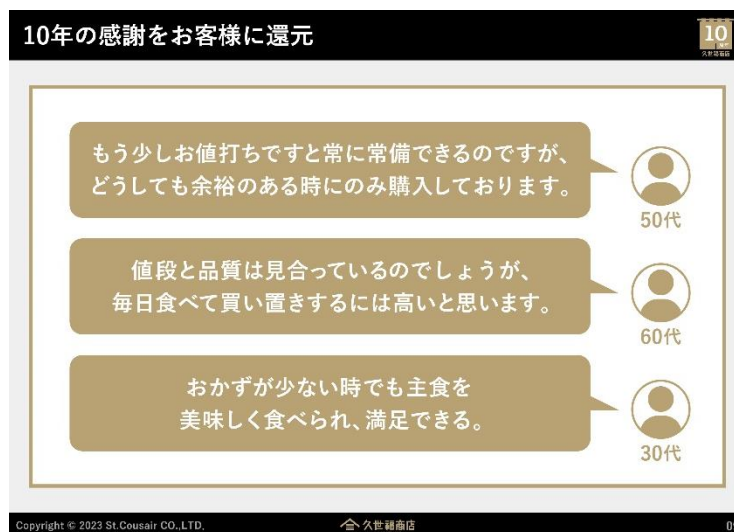 10年の感謝をお客様に還元
10
久世福商店
もう少しお値打ちですと常に常備できるのですが、
どうしても余裕のある時にのみ購入しております。
50代
値段と品質は見合っているのでしょうが、
毎日食べて買い置きするには高いと思います。
60代
おかずが少ない時でも主食を
美味しく食べられ、満足できる。
30代
Copyright © 2023 St.Cousair CO.,LTD.
久世福商店